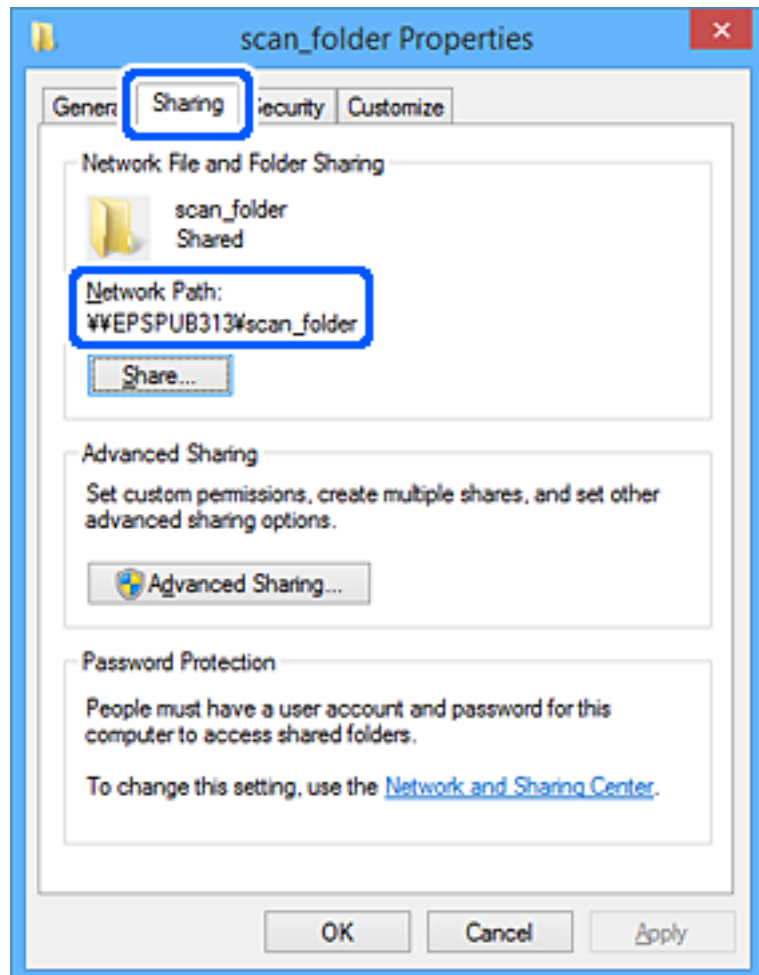 scan_folder Properties
General Sharing Security Customize
Network File and Folder Sharing
scan_folder
Shared
Network Path:
¥¥EPSPUB313¥scan_folder
Share...
Advanced Sharing
Set custom permissions, create multiple shares, and set other
advanced sharing options.
Advanced Sharing...
Password Protection
People must have a user account and password for this
computer to access shared folders.
To change this setting, use the Network and Sharing Center.
OK Cancel Apply